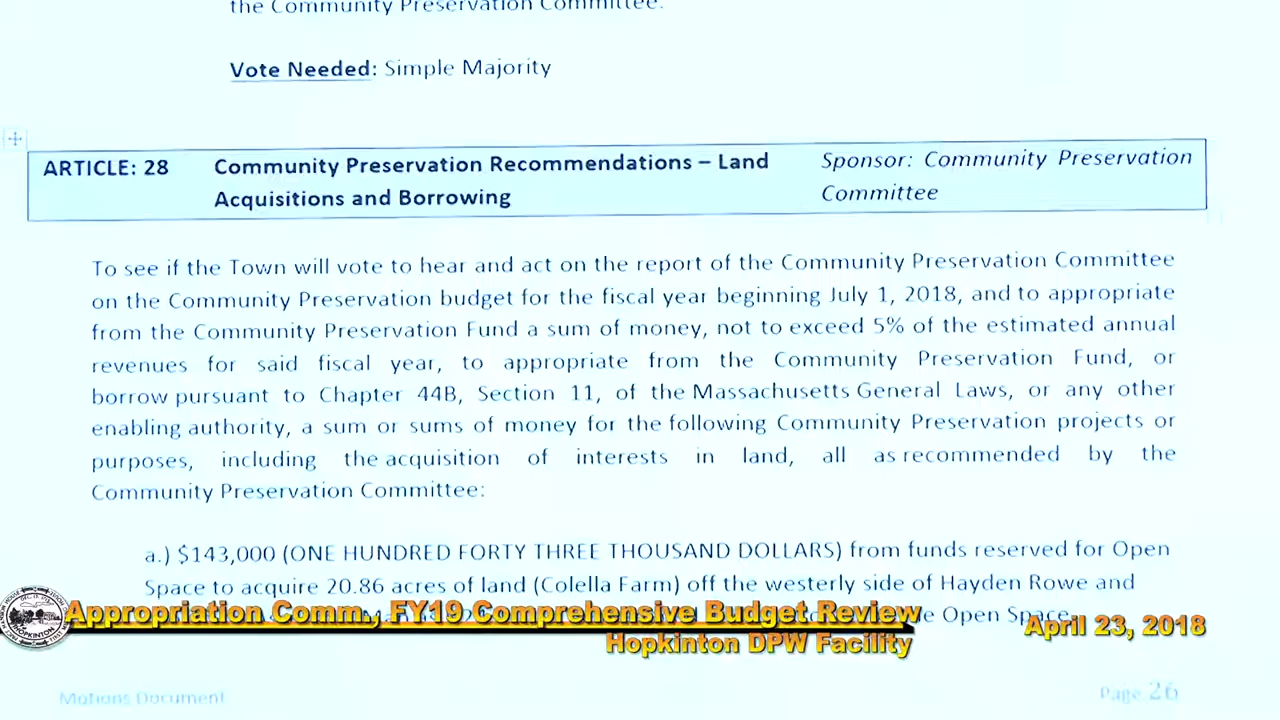 the Community Preservation Committee.
Vote Needed: Simple Majority
ARTICLE: 28 Community Preservation Recommendations – Land Acquisitions and Borrowing Sponsor: Community Preservation Committee
To see if the Town will vote to hear and act on the report of the Community Preservation Committee
on the Community Preservation budget for the fiscal year beginning July 1, 2018, and to appropriate
from the Community Preservation Fund a sum of money, not to exceed 5% of the estimated annual
revenues for said fiscal year, to appropriate from the Community Preservation Fund, or
borrow pursuant to Chapter 44B, Section 11, of the Massachusetts General Laws, or any other
enabling authority, a sum or sums of money for the following Community Preservation projects or
purposes, including the acquisition of interests in land, all as recommended by the
Community Preservation Committee:
a.) $143,000 (ONE HUNDRED FORTY THREE THOUSAND DOLLARS) from funds reserved for Open
Space to acquire 20.86 acres of land (Colella Farm) off the westerly side of Hayden Rowe and
Open Space
Appropriation Comm., FY19 Comprehensive Budget Review
Hopkinton DPW Facility
April 23, 2018
HOPKINTON
Motions Document
Page 26